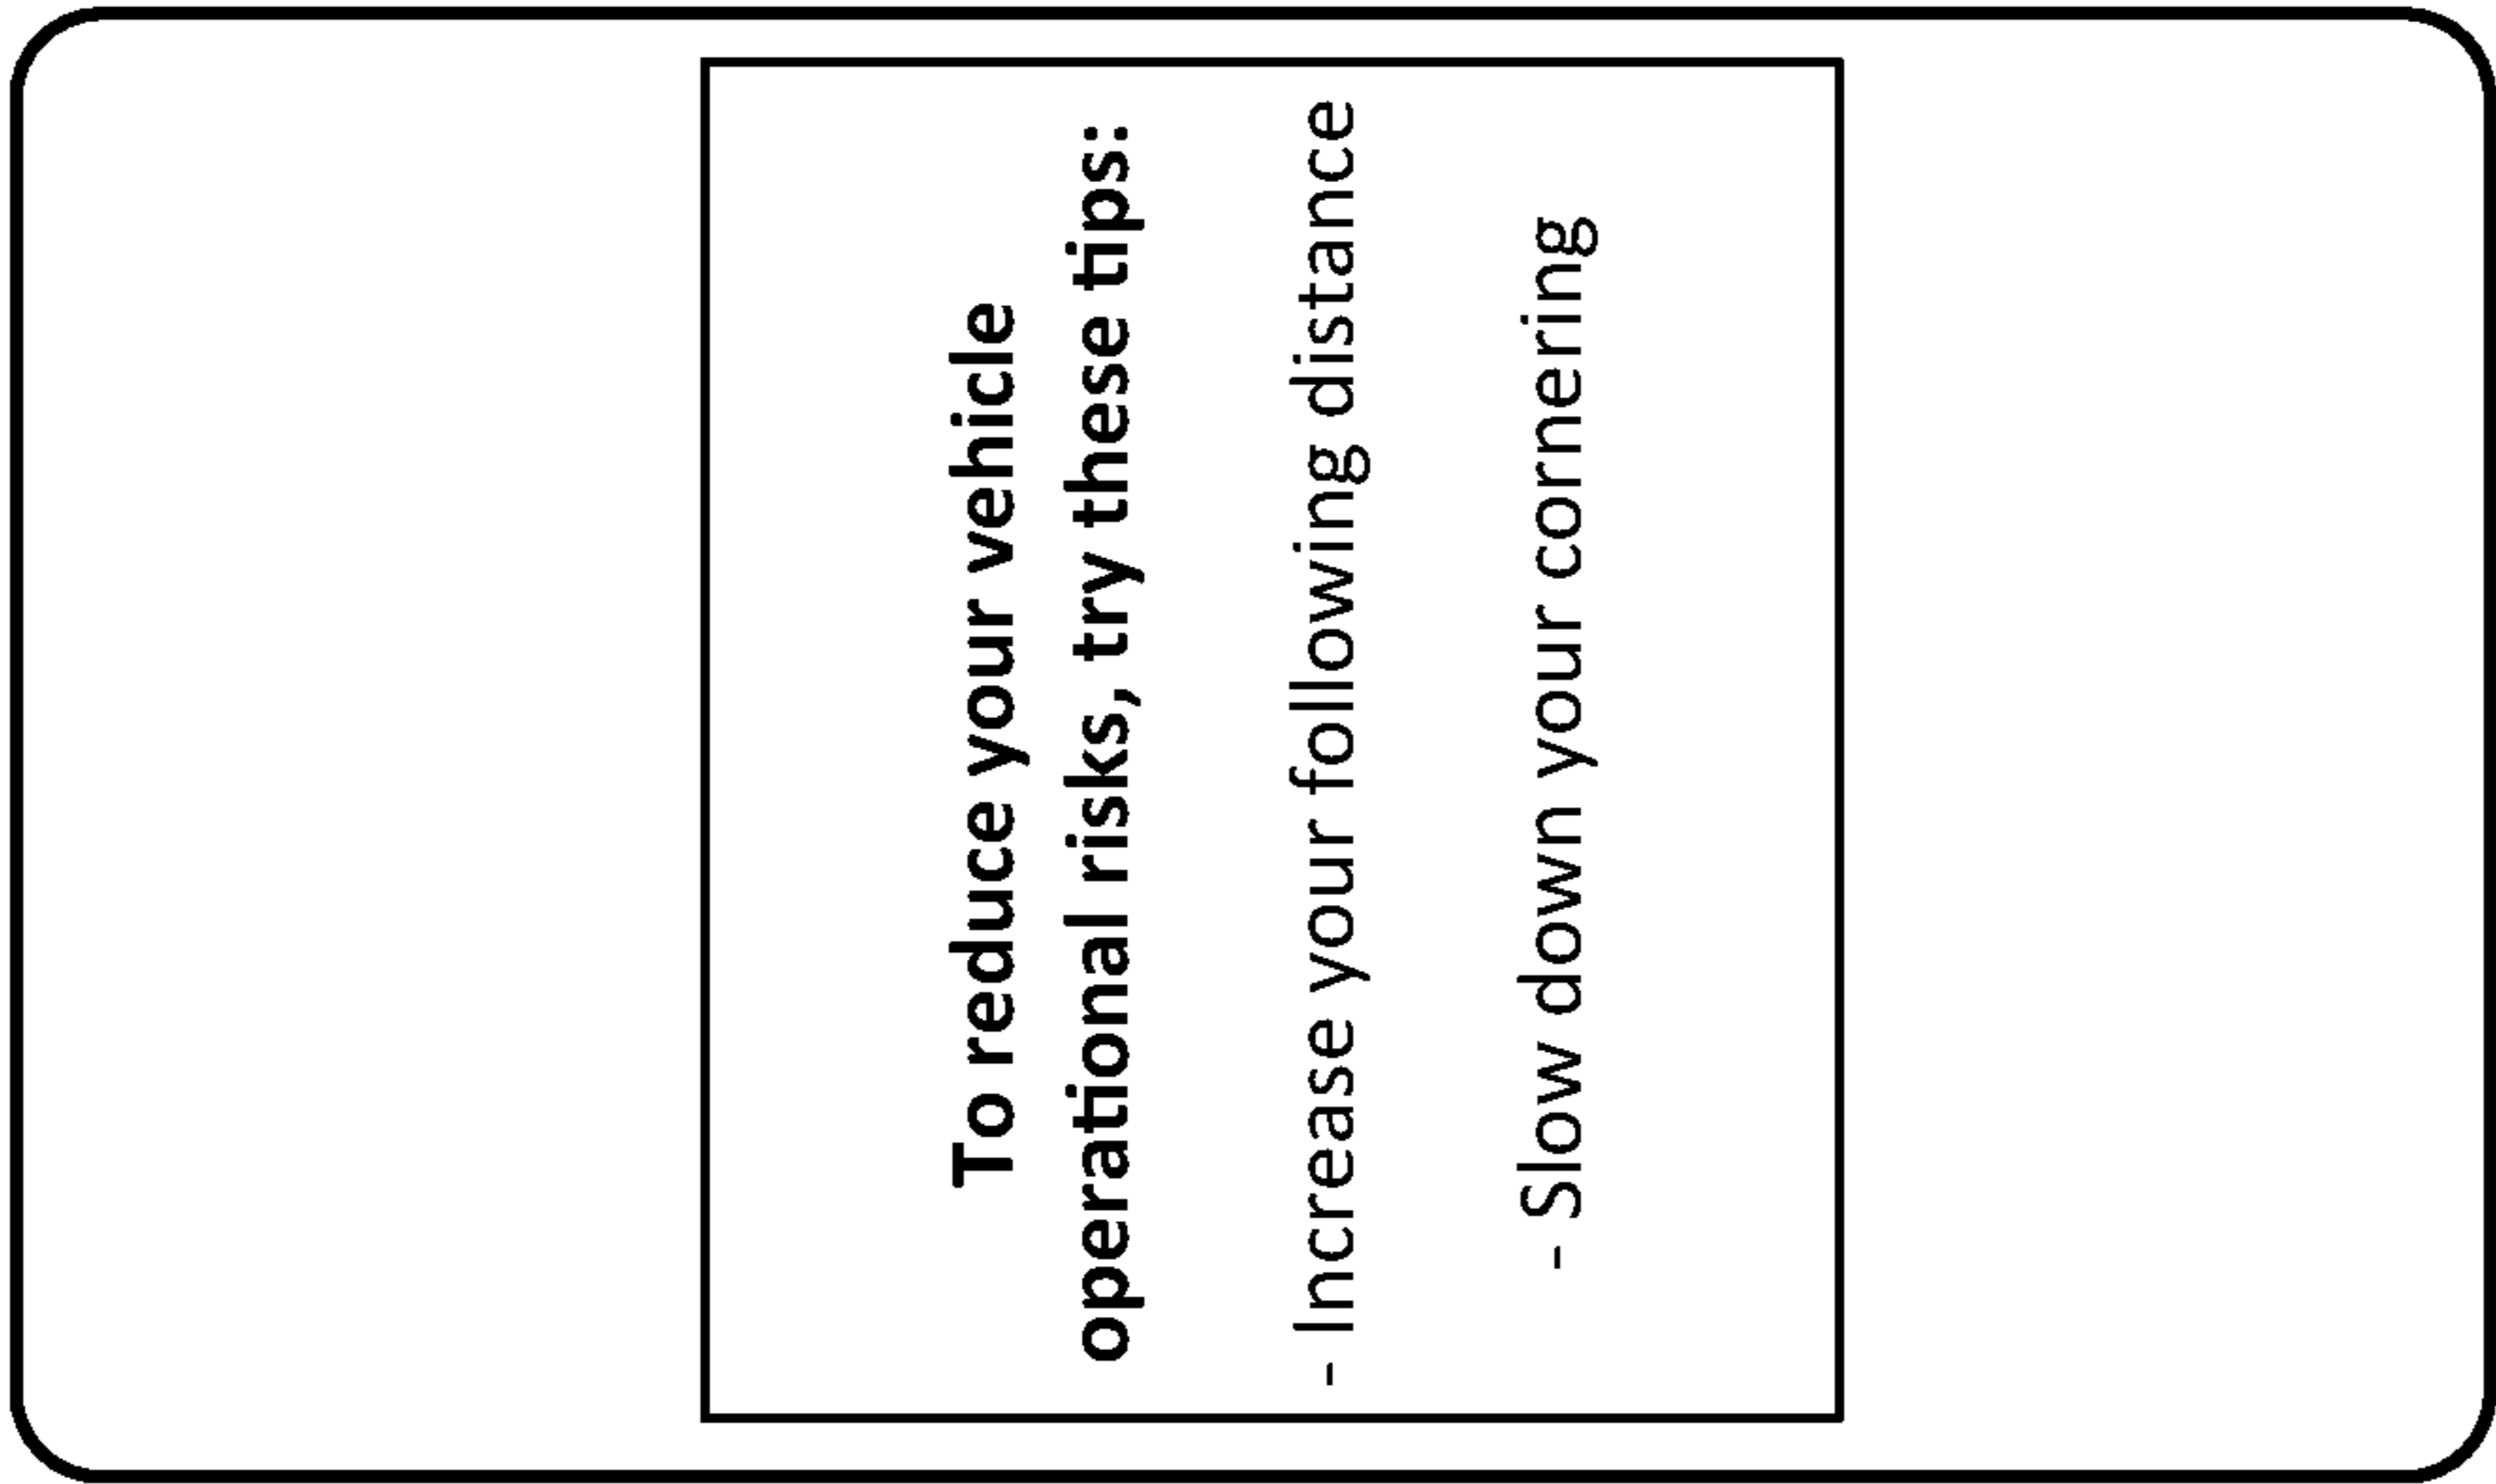 To reduce your vehicle
operational risks, try these tips:
- Increase your following distance
- Slow down your cornering